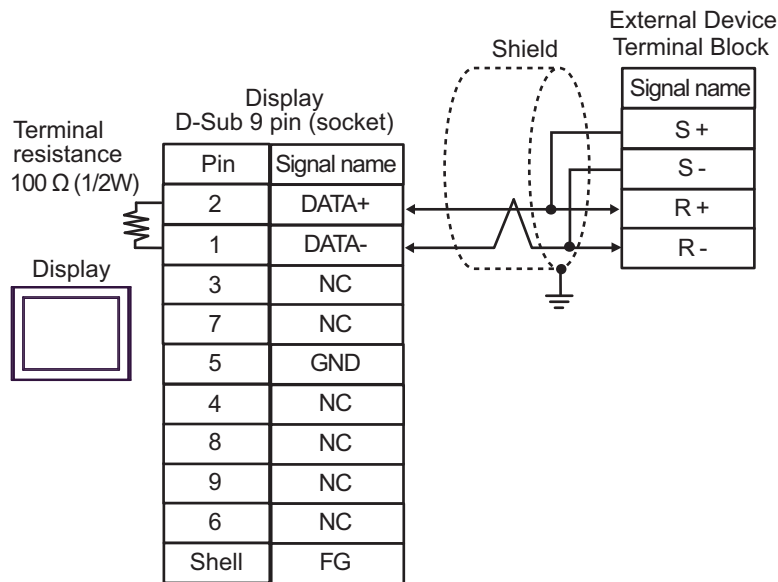 External Device
Terminal Block
Shield
Signal name
S +
S -
R +
R -
Display
D-Sub 9 pin (socket)
Terminal
resistance
100 Ω (1/2W)
Pin Signal name
2 DATA+
1 DATA-
3 NC
7 NC
5 GND
4 NC
8 NC
9 NC
6 NC
Shell FG
Display